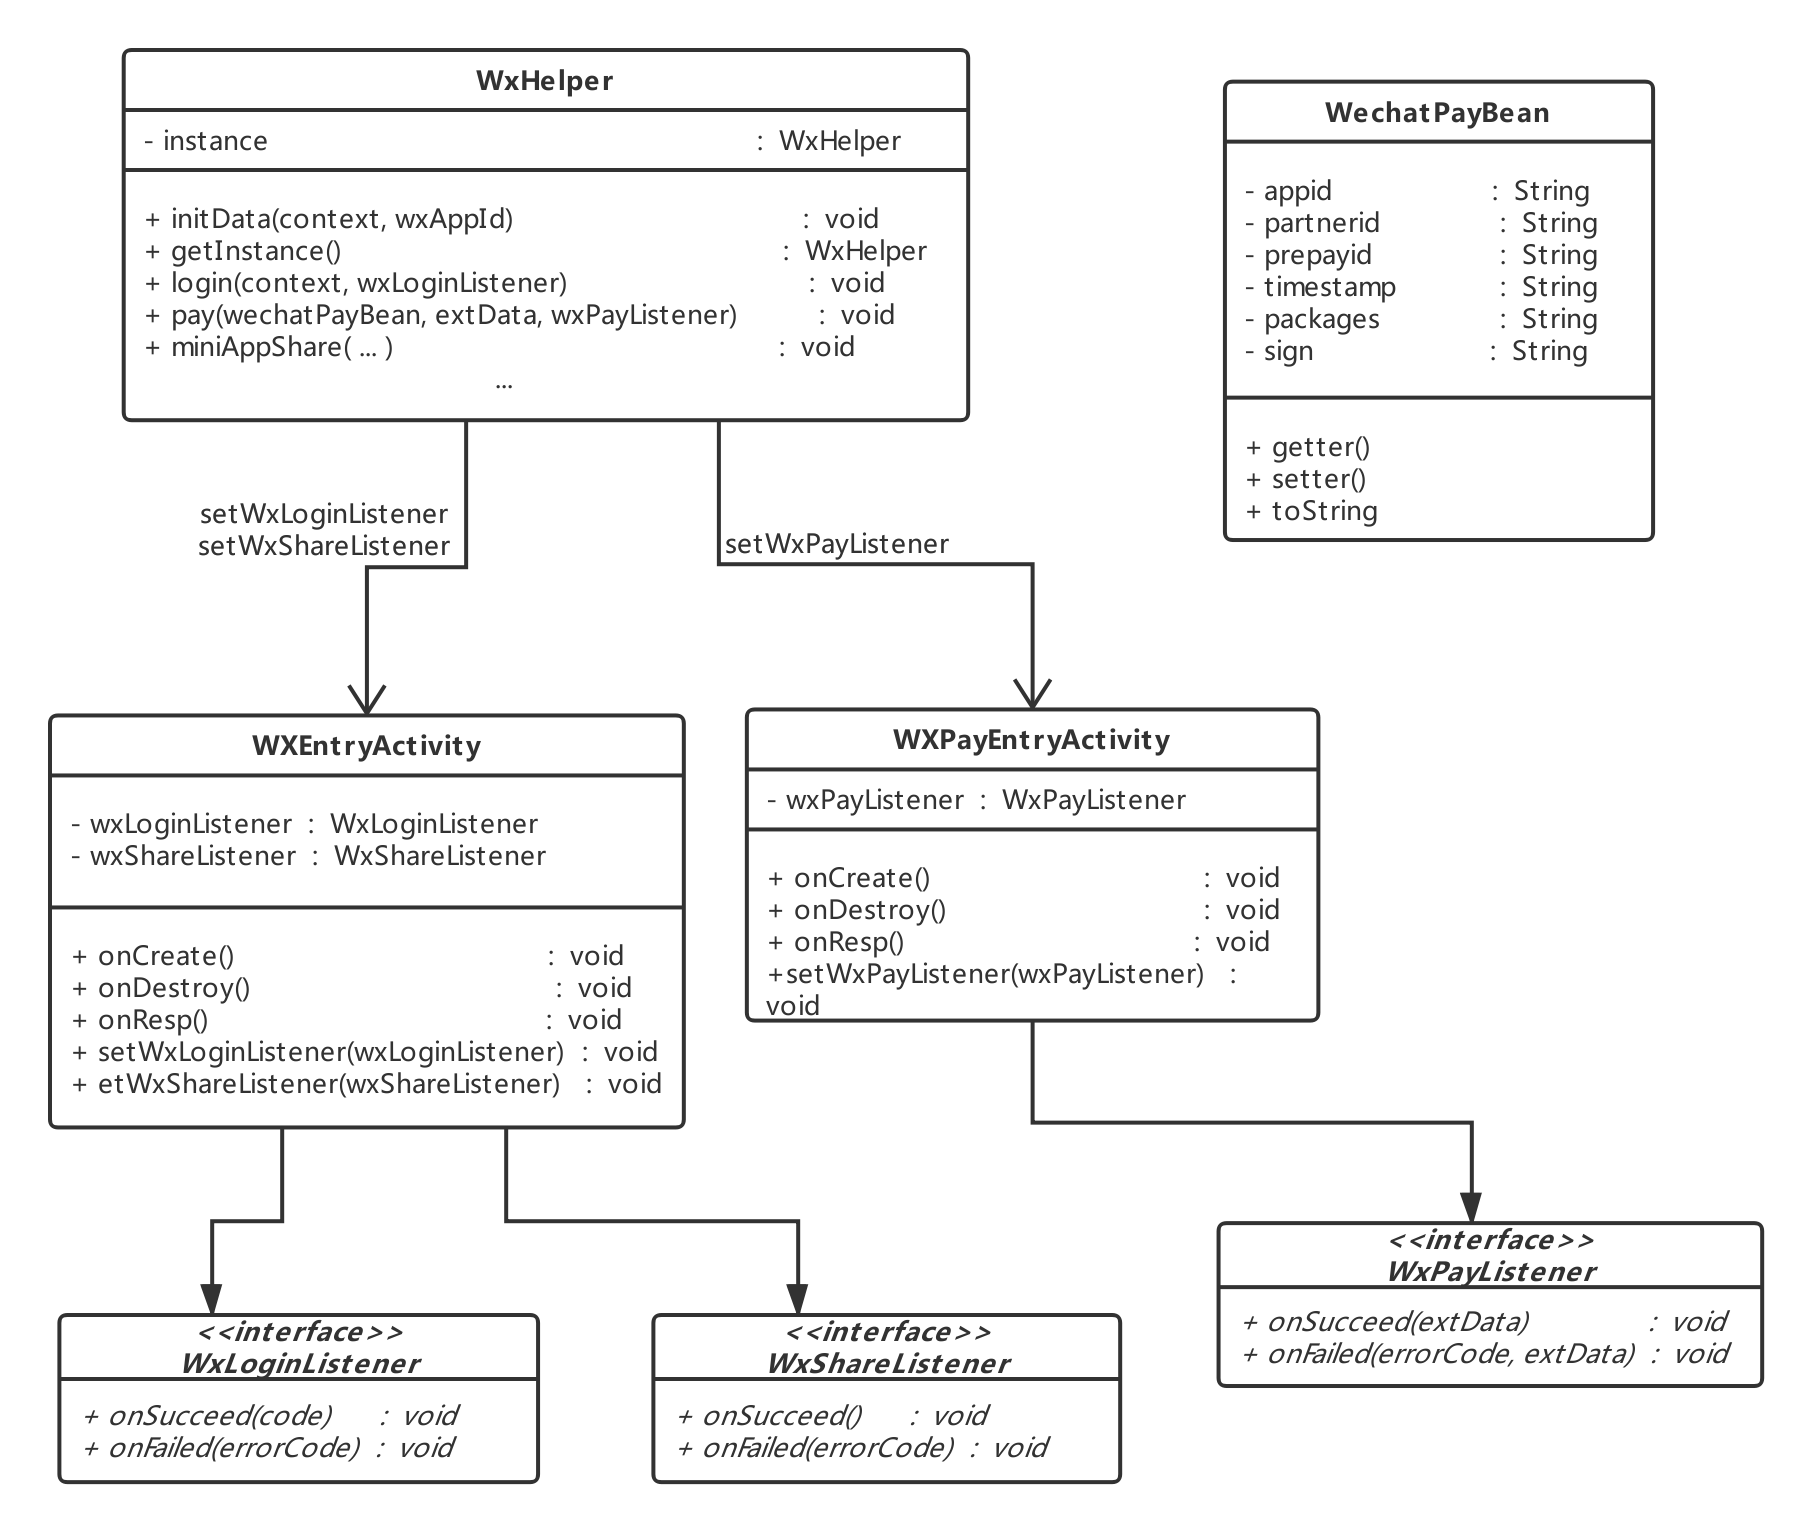 WxHelper
- instance : WxHelper
+ initData(context, wxAppId) : void
+ getInstance() : WxHelper
+ login(context, wxLoginListener) : void
+ pay(wechatPayBean, extData, wxPayListener) : void
+ miniAppShare( ... ) : void
...
WechatPayBean
- appid : String
- partnerid : String
- prepayid : String
- timestamp : String
- packages : String
- sign : String
+ getter()
+ setter()
+ toString
setWxLoginListener
setWxShareListener
setWxPayListener
WXEntryActivity
- wxLoginListener : WxLoginListener
- wxShareListener : WxShareListener
+ onCreate() : void
+ onDestroy() : void
+ onResp() : void
+ setWxLoginListener(wxLoginListener) : void
+ etWxShareListener(wxShareListener) : void
WXPayEntryActivity
- wxPayListener : WxPayListener
+ onCreate() : void
+ onDestroy() : void
+ onResp() : void
+setWxPayListener(wxPayListener) :
void
<<interface>>
WxLoginListener
+ onSucceed(code) : void
+ onFailed(errorCode) : void
<<interface>>
WxShareListener
+ onSucceed() : void
+ onFailed(errorCode) : void
<<interface>>
WxPayListener
+ onSucceed(extData) : void
+ onFailed(errorCode, extData) : void